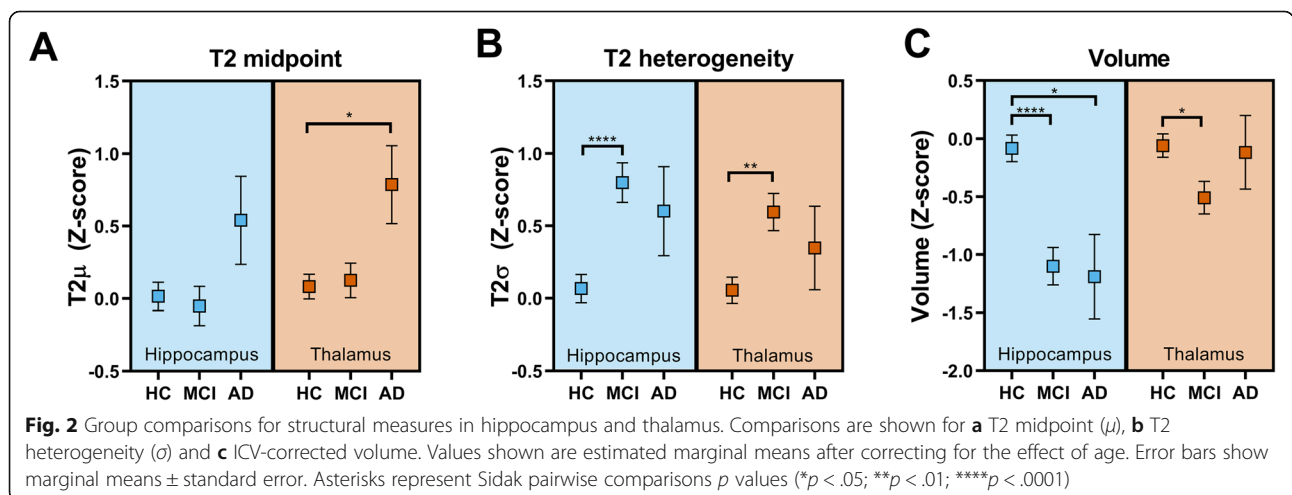 A
T2 midpoint
T2μ (Z-score)
1.5
1.0
0.5
0.0
-0.5
*
Hippocampus
Thalamus
HC MCI AD HC MCI AD
B
T2 heterogeneity
T2σ (Z-score)
1.5
1.0
0.5
0.0
-0.5
****
**
Hippocampus
Thalamus
HC MCI AD HC MCI AD
C
Volume
Volume (Z-score)
0.5
0.0
-0.5
-1.0
-1.5
-2.0
*
****
*
Hippocampus
Thalamus
HC MCI AD HC MCI AD
Fig. 2 Group comparisons for structural measures in hippocampus and thalamus. Comparisons are shown for a T2 midpoint (μ), b T2
heterogeneity (σ) and c ICV-corrected volume. Values shown are estimated marginal means after correcting for the effect of age. Error bars show
marginal means ± standard error. Asterisks represent Sidak pairwise comparisons p values (*p < .05; **p < .01; ****p < .0001)